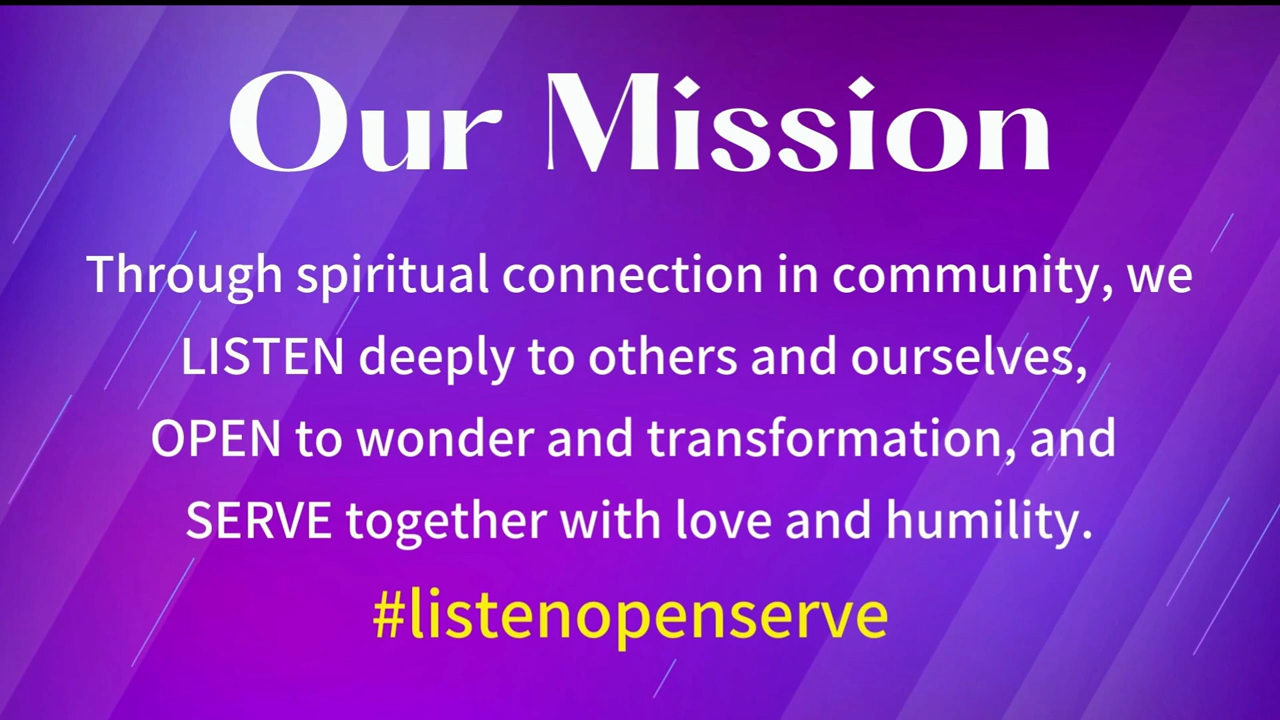 Our Mission
Through spiritual connection in community, we
LISTEN deeply to others and ourselves,
OPEN to wonder and transformation, and
SERVE together with love and humility.
#listenopenserve